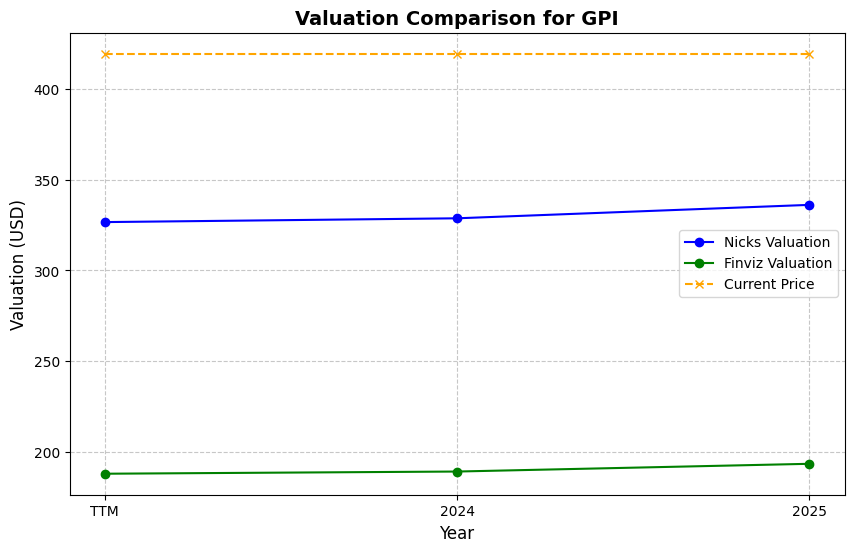 Valuation Comparison for GPI
Valuation (USD)
400
350
300
250
200
Nicks Valuation
Finviz Valuation
Current Price
TTM
2024
2025
Year